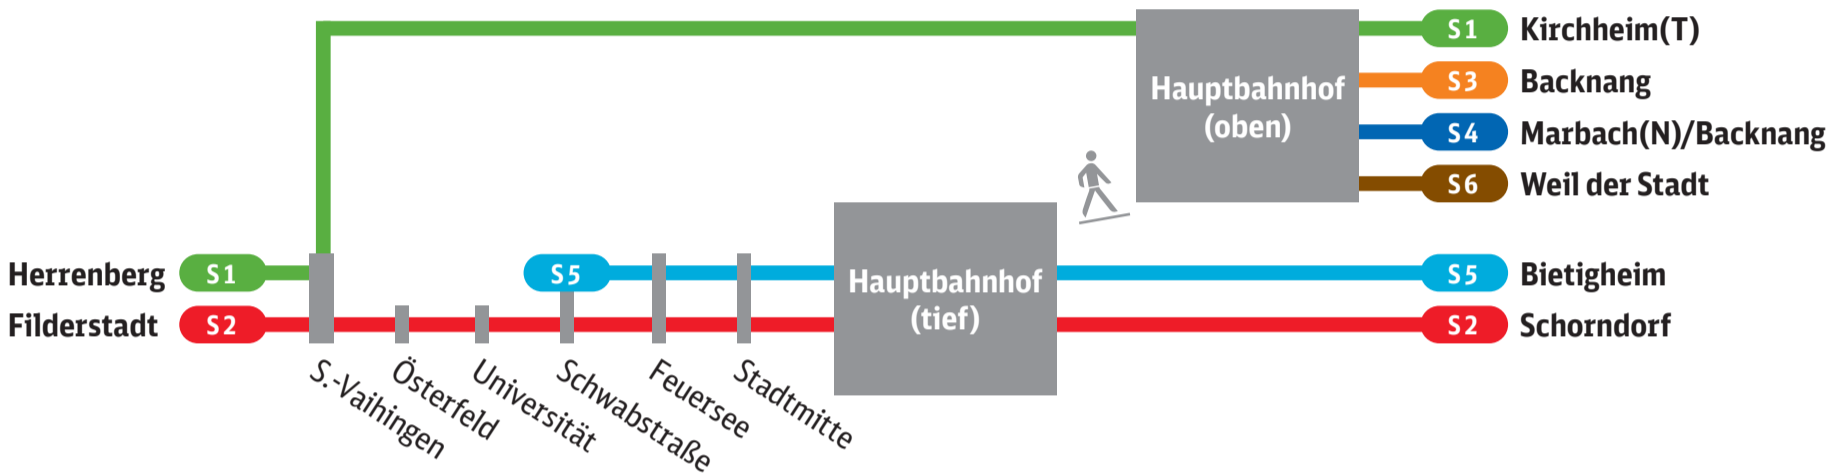 S1 Kirchheim(T)
Hauptbahnhof
(oben)
S3 Backnang
S4 Marbach(N)/Backnang
S6 Weil der Stadt
Herrenberg S1
S5
Hauptbahnhof
(tief)
S5 Bietigheim
Filderstadt S2
S2 Schorndorf
S.-Vaihingen
Österfeld
Universität
Schwabstraße
Feuersee
Stadtmitte